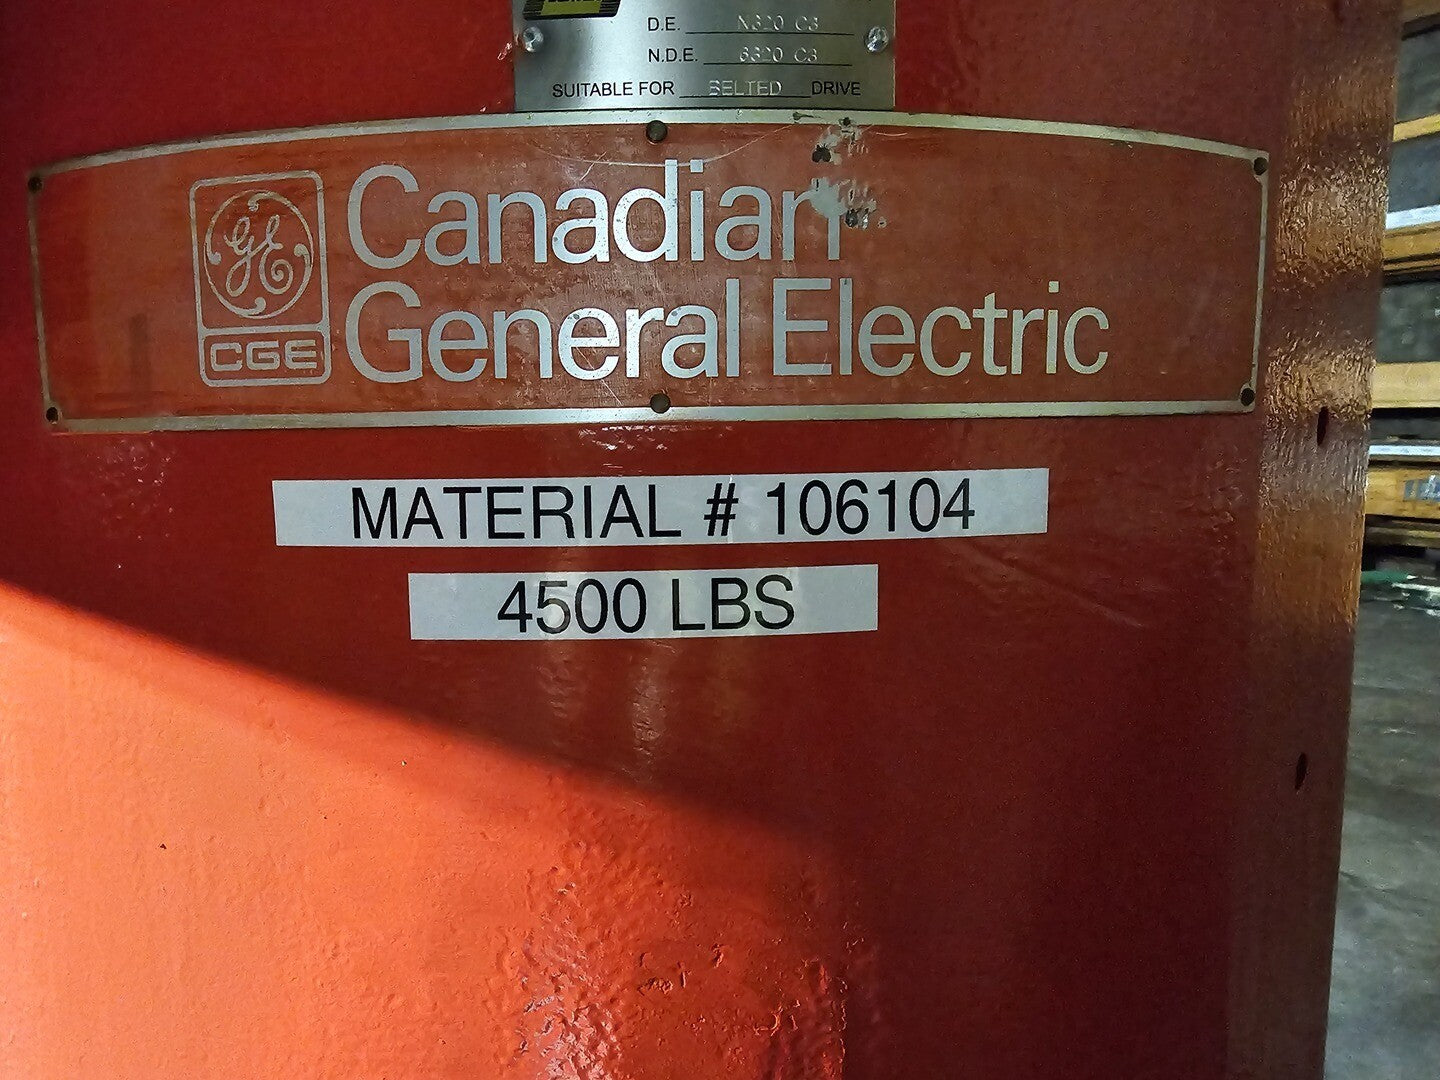 D.E. N320 C3
N.D.E. 6320 C3
SUITABLE FOR BELTED DRIVE
GE
CGE
Canadian
General Electric
MATERIAL # 106104
4500 LBS